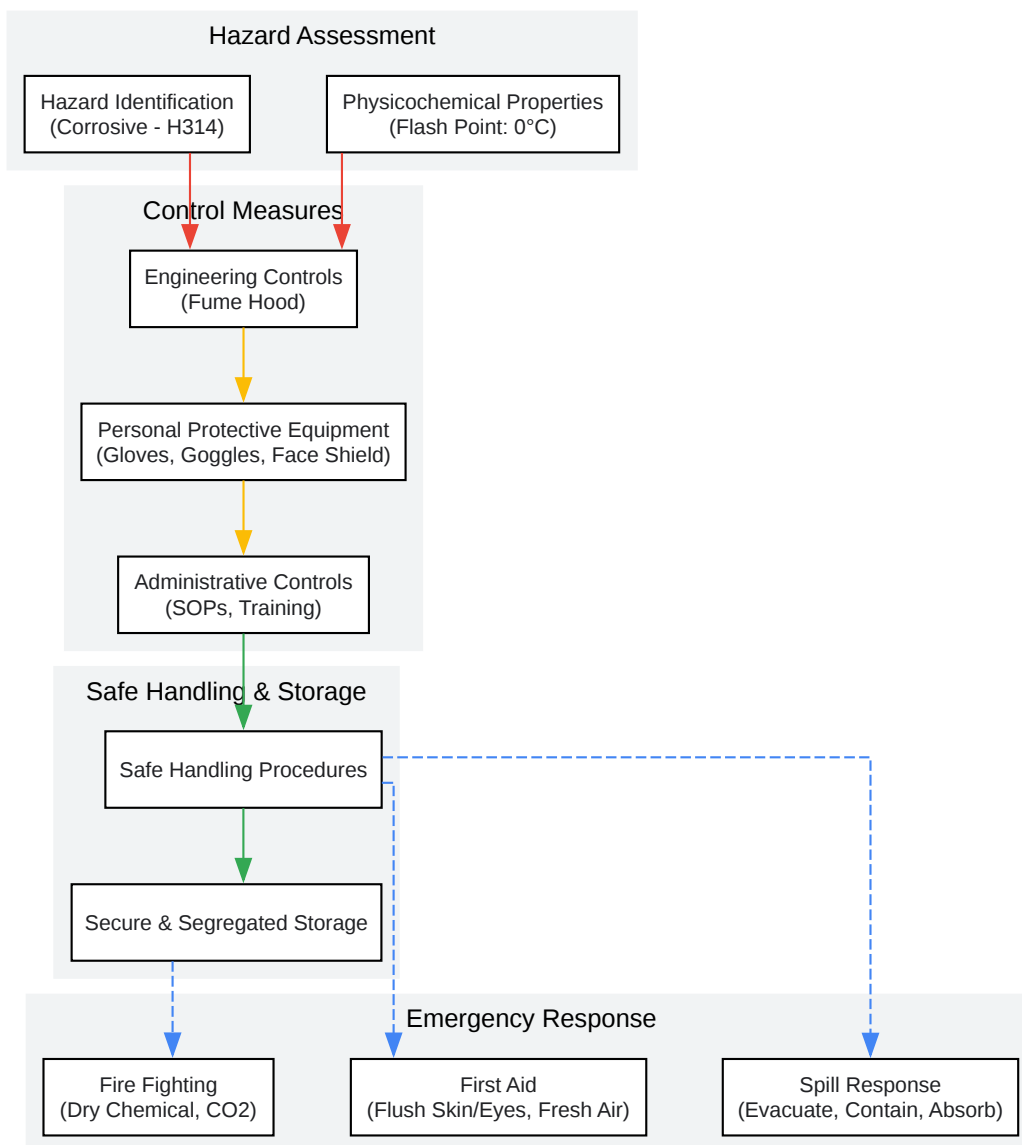 Hazard Assessment
Hazard Identification
(Corrosive - H314)
Physicochemical Properties
(Flash Point: 0°C)
Control Measures
Engineering Controls
(Fume Hood)
Personal Protective Equipment
(Gloves, Goggles, Face Shield)
Administrative Controls
(SOPs, Training)
Safe Handling & Storage
Safe Handling Procedures
Secure & Segregated Storage
Emergency Response
Fire Fighting
(Dry Chemical, CO2)
First Aid
(Flush Skin/Eyes, Fresh Air)
Spill Response
(Evacuate, Contain, Absorb)